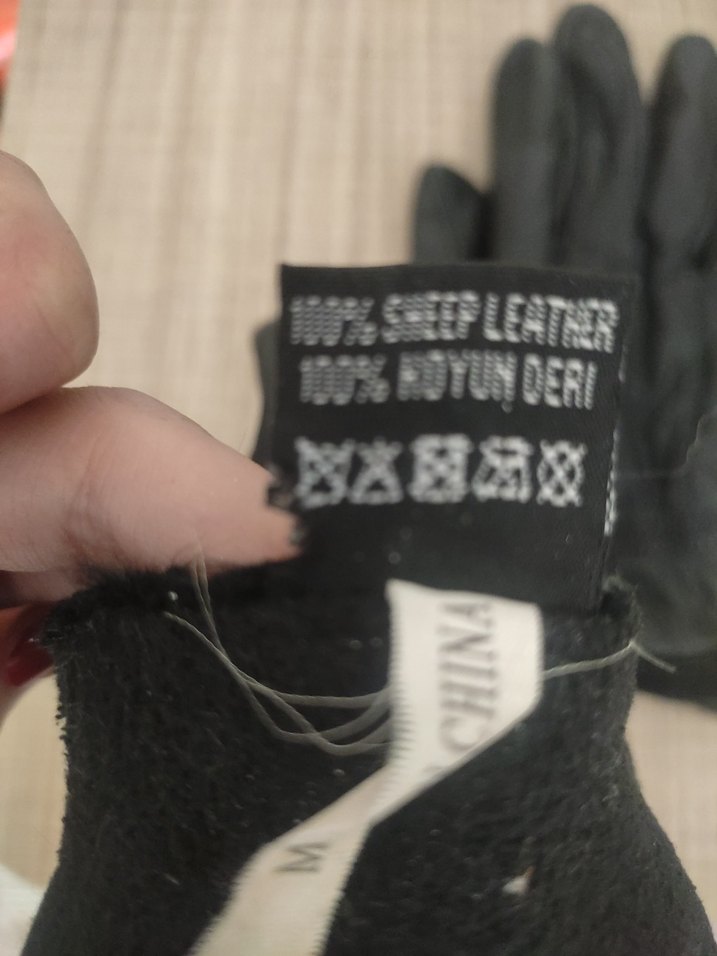 100% SHEEP LEATHER
100% KOYUN DERI
CHINA
M